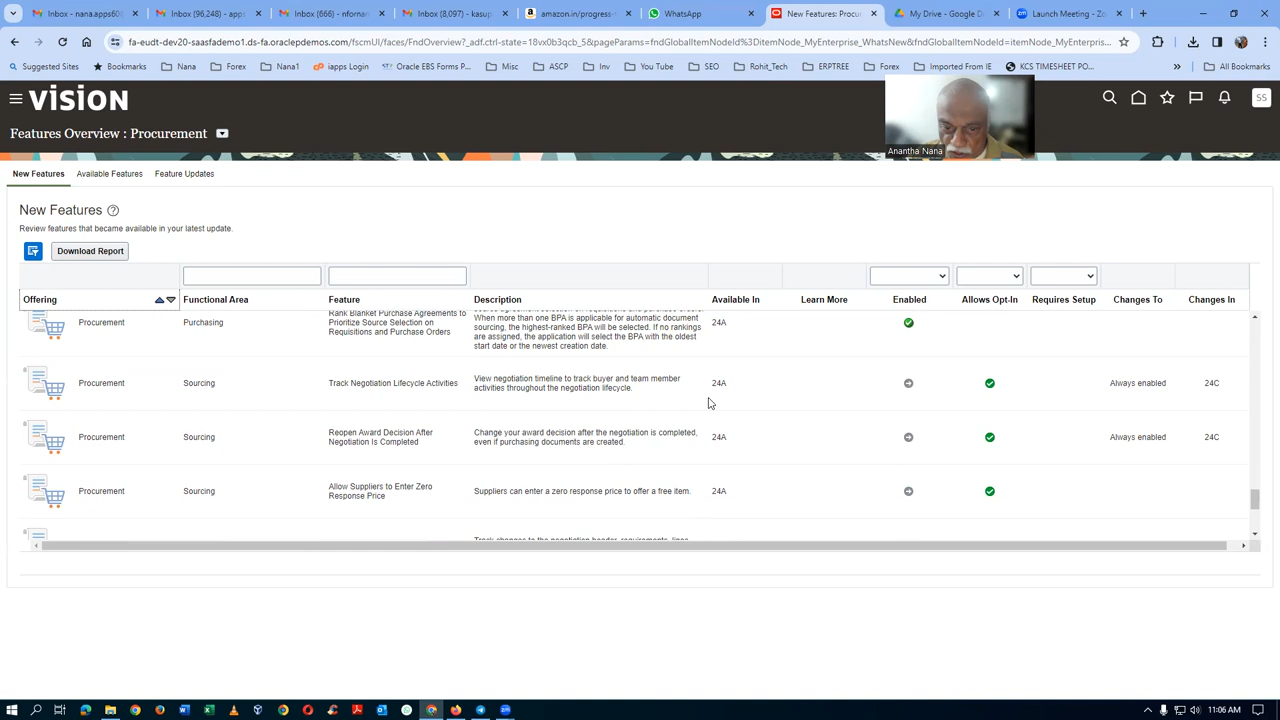 Inbox - nana.apps60
Inbox (96,248) - apps
Inbox (666) - nfornan
Inbox (8,097) - kasup
amazon.in/progress-t
WhatsApp
New Features: Procur
My Drive - Google D
Launch Meeting - Zo
fa-eudt-dev20-saasfademo1.ds-fa.oraclepdemos.com/fscmUI/faces/FndOverview?_adf.ctrl-state=18vx0b3qcb_5&pageParams=fndGlobalItemNodeId%3DitemNode_MyEnterprise_WhatsNew&fndGlobalItemNodeId=itemNode_MyEnterpris...
Suggested Sites
Bookmarks
Nana
Forex
Nana1
iapps Login
Oracle EBS Forms P...
Misc
ASCP
Inv
You Tube
SEO
Rohit_Tech
ERPTREE
Forex
Imported From IE
KCS TIMESHEET PO...
All Bookmarks
VISION
SS
Features Overview : Procurement
Anantha Nana
New Features
Available Features
Feature Updates
New Features
Review features that became available in your latest update.
Download Report
Offering
Functional Area
Feature
Description
Available In
Learn More
Enabled
Allows Opt-In
Requires Setup
Changes To
Changes In
Procurement
Purchasing
Rank Blanket Purchase Agreements to
Prioritize Source Selection on
Requisitions and Purchase Orders
When more than one BPA is applicable for automatic document
sourcing, the highest-ranked BPA will be selected. If no rankings
are assigned, the application will select the BPA with the oldest
start date or the newest creation date.
24A
Procurement
Sourcing
Track Negotiation Lifecycle Activities
View negotiation timeline to track buyer and team member
activities throughout the negotiation lifecycle.
24A
Always enabled
24C
Procurement
Sourcing
Reopen Award Decision After
Negotiation Is Completed
Change your award decision after the negotiation is completed,
even if purchasing documents are created.
24A
Always enabled
24C
Procurement
Sourcing
Allow Suppliers to Enter Zero
Response Price
Suppliers can enter a zero response price to offer a free item.
24A
11:06 AM